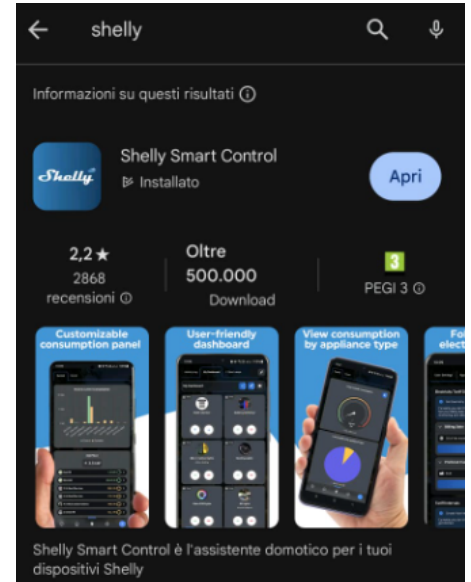 shelly
Informazioni su questi risultati
Shelly
Shelly Smart Control
Installato
Apri
2,2★
2868
recensioni
Oltre
500.000
Download
3
PEGI 3
Customizable
consumption panel
User-friendly
dashboard
View consumption
by appliance type
Fol
elect
Shelly Smart Control è l'assistente domotico per i tuoi
dispositivi Shelly